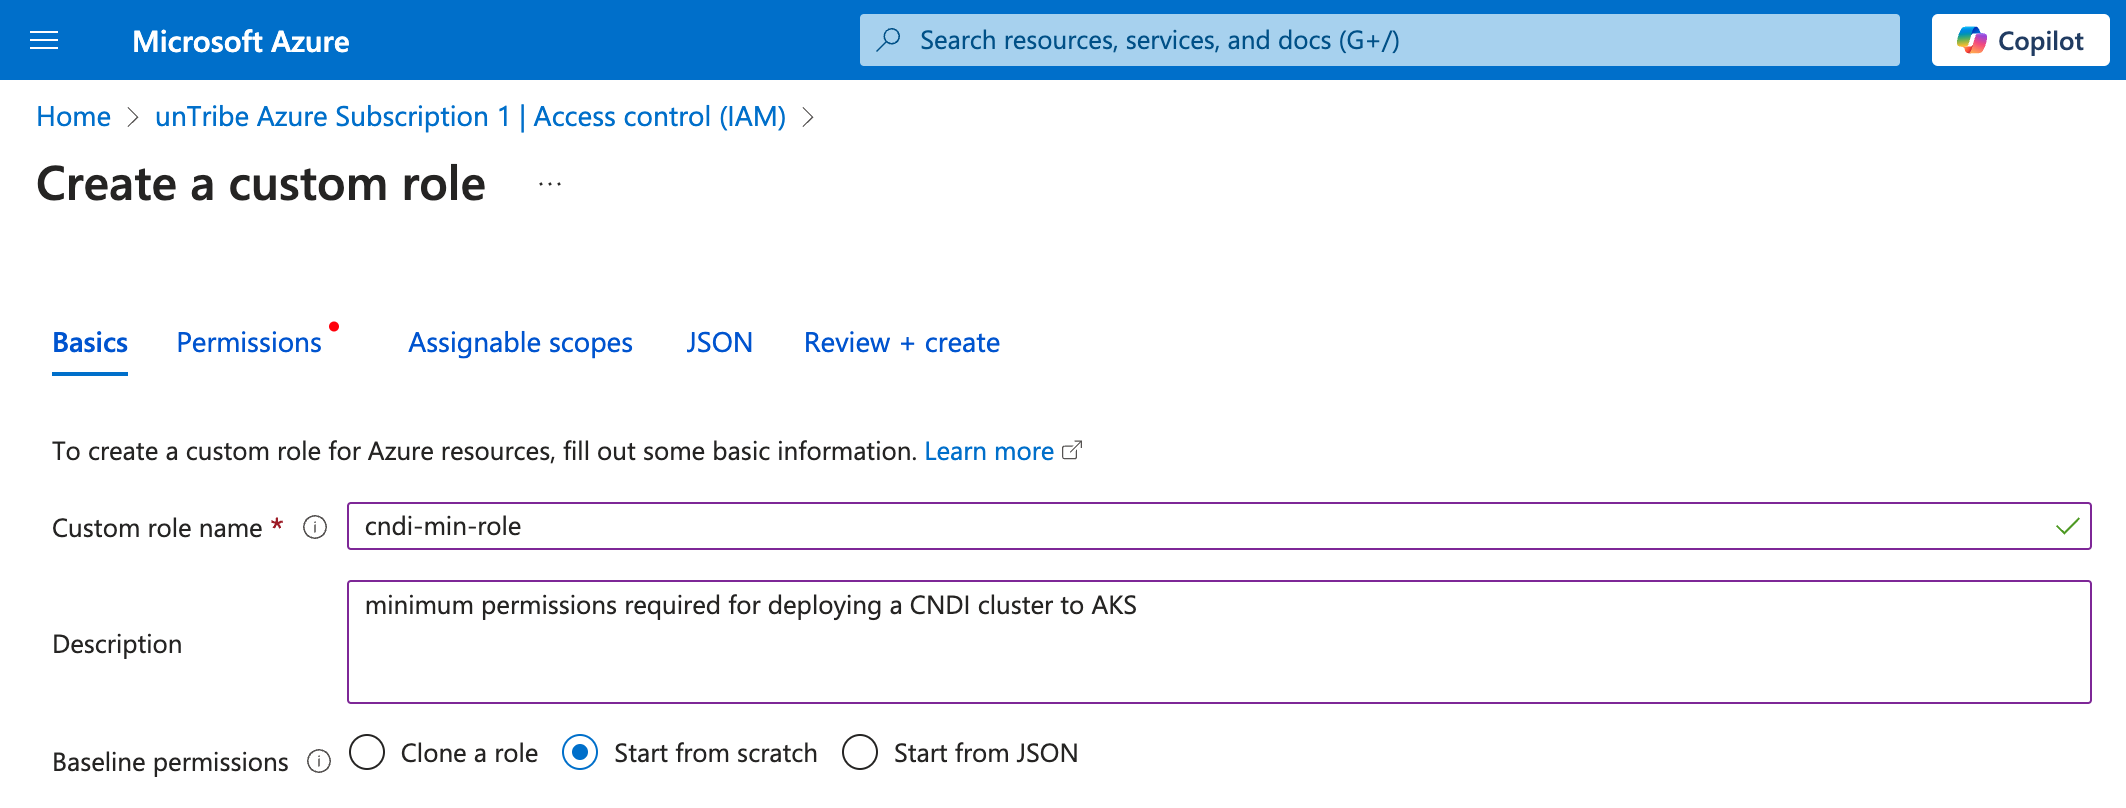 Microsoft Azure
Search resources, services, and docs (G+/)
Copilot
Home > unTribe Azure Subscription 1 | Access control (IAM) >
Create a custom role ...
Basics Permissions Assignable scopes JSON Review + create
To create a custom role for Azure resources, fill out some basic information. Learn more
Custom role name * cndi-min-role
minimum permissions required for deploying a CNDI cluster to AKS
Description
Baseline permissions Clone a role Start from scratch Start from JSON